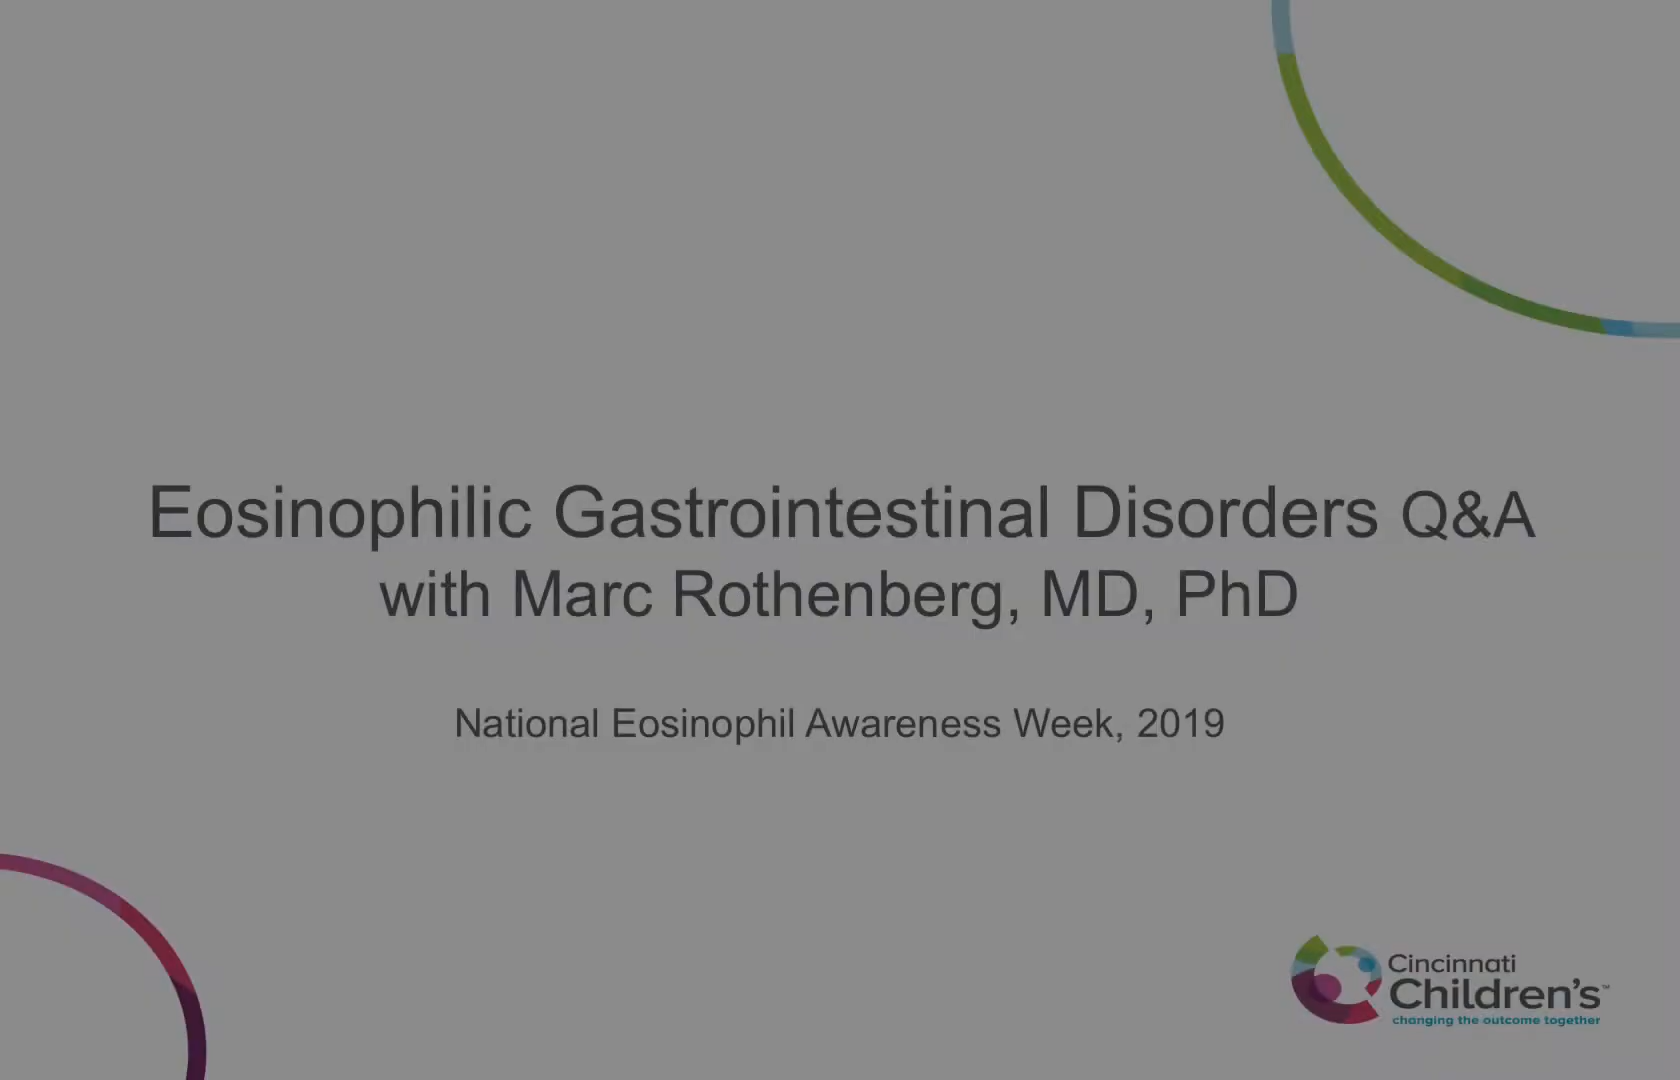 Eosinophilic Gastrointestinal Disorders Q&A
with Marc Rothenberg, MD, PhD
National Eosinophil Awareness Week, 2019
Cincinnati
Children's™
changing the outcome together